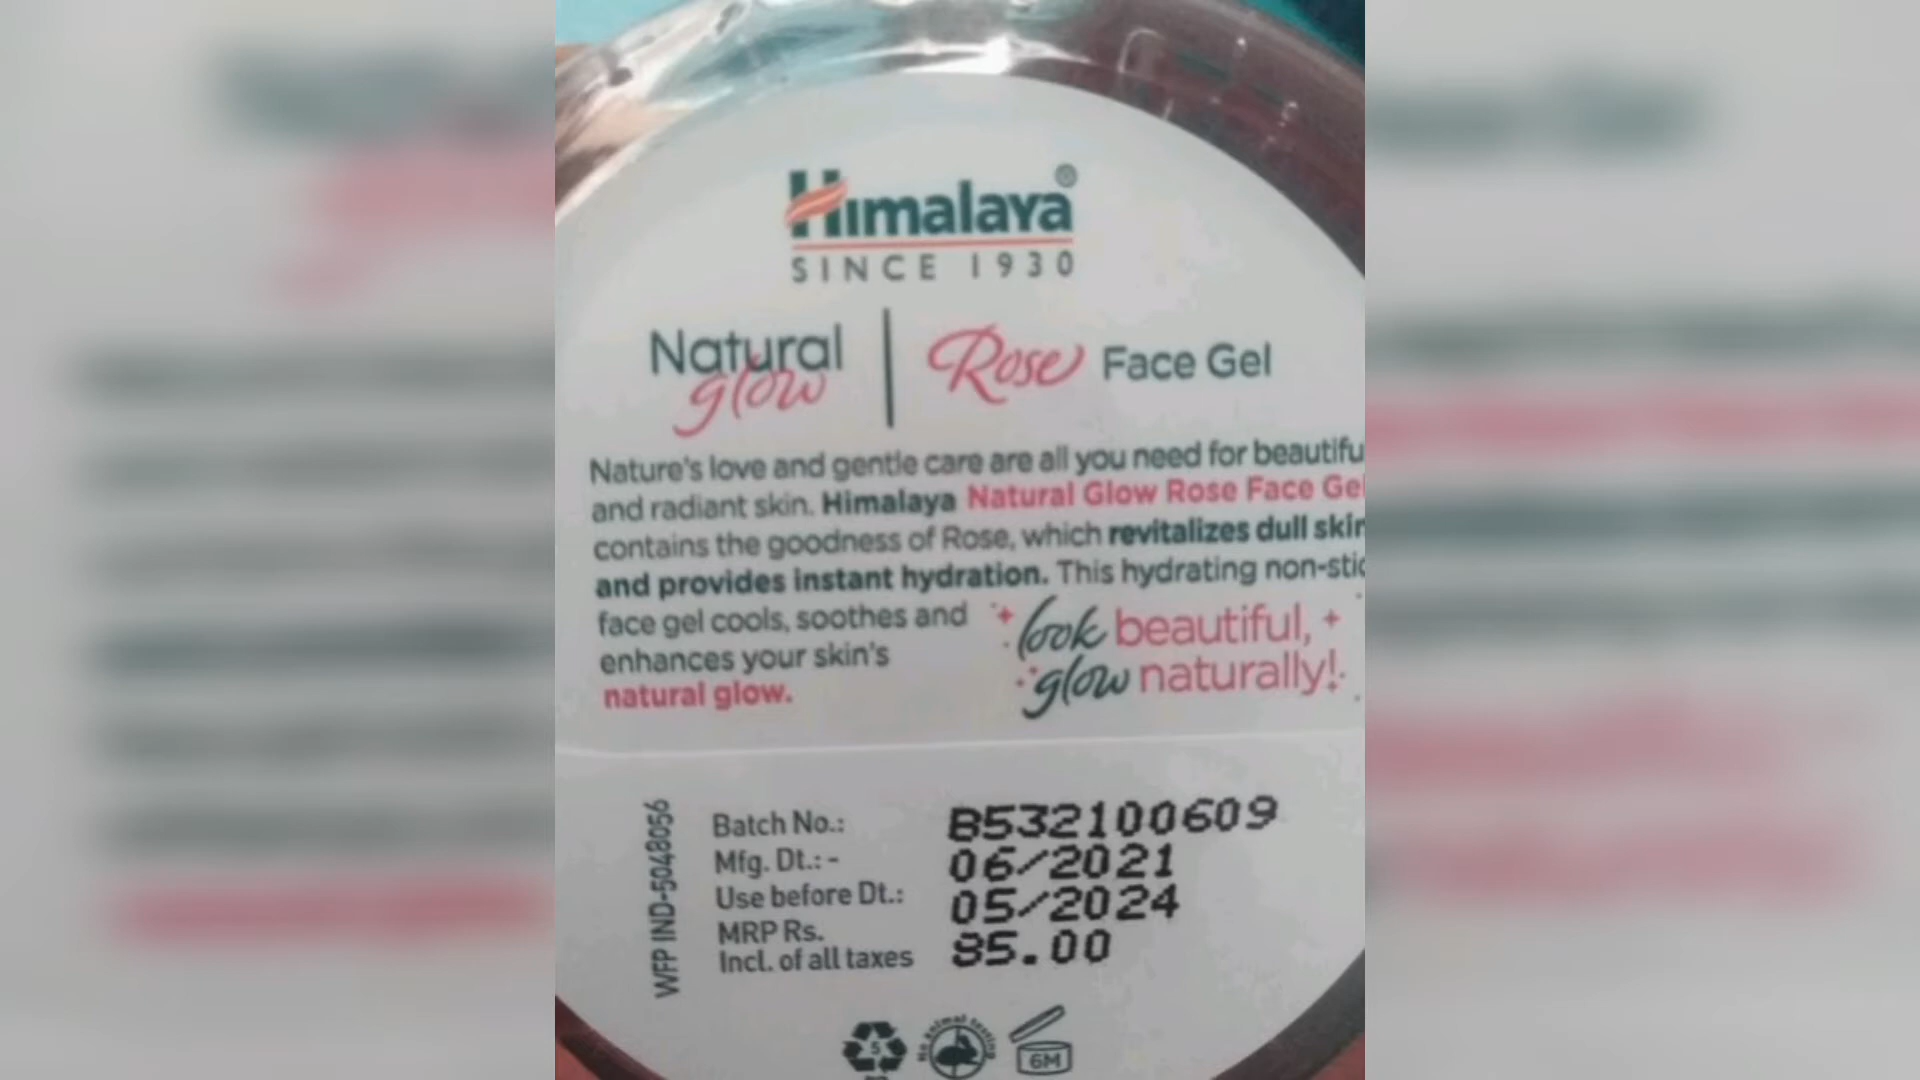 Himalaya®
SINCE 1930
Natural glow | Rose Face Gel
Nature's love and gentle care are all you need for beautifu
and radiant skin. Himalaya Natural Glow Rose Face Gel
contains the goodness of Rose, which revitalizes dull skin
and provides instant hydration. This hydrating non-stic
face gel cools, soothes and
enhances your skin's
natural glow.
look beautiful,
glow naturally!
WFP IND-5048056
Batch No.: B532100609
Mfg. Dt.:- 06/2021
Use before Dt.: 05/2024
MRP Rs. 85.00
Incl. of all taxes
5
No animal testing
6M